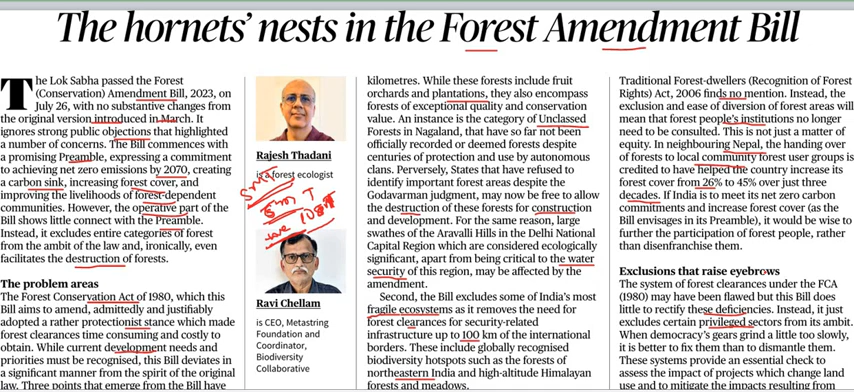 The hornets' nests in the Forest Amendment Bill
The Lok Sabha passed the Forest
(Conservation) Amendment Bill, 2023, on
July 26, with no substantive changes from
the original version introduced in March. It
ignores strong public objections that highlighted
a number of concerns. The Bill commences with
a promising Preamble, expressing a commitment
to achieving net zero emissions by 2070, creating
a carbon sink, increasing forest cover, and
improving the livelihoods of forest-dependent
communities. However, the operative part of the
Bill shows little connect with the Preamble.
Instead, it excludes entire categories of forest
from the ambit of the law and, ironically, even
facilitates the destruction of forests.
The problem areas
The Forest Conservation Act of 1980, which this
Bill aims to amend, admittedly and justifiably
adopted a rather protectionist stance which made
forest clearances time consuming and costly to
obtain. While current development needs and
priorities must be recognised, this Bill deviates in
a significant manner from the spirit of the original
law. Three points that emerge from the Bill have
Rajesh Thadani
is a forest ecologist
Ravi Chellam
is CEO, Metastring
Foundation and
Coordinator,
Biodiversity
Collaborative
kilometres. While these forests include fruit
orchards and plantations, they also encompass
forests of exceptional quality and conservation
value. An instance is the category of Unclassed
Forests in Nagaland, that have so far not been
officially recorded or deemed forests despite
centuries of protection and use by autonomous
clans. Perversely, States that have refused to
identify important forest areas despite the
Godavarman judgment, may now be free to allow
the destruction of these forests for construction
and development. For the same reason, large
swathes of the Aravalli Hills in the Delhi National
Capital Region which are considered ecologically
significant, apart from being critical to the water
security of this region, may be affected by the
amendment.
Second, the Bill excludes some of India's most
fragile ecosystems as it removes the need for
forest clearances for security-related
infrastructure up to 100 km of the international
borders. These include globally recognised
biodiversity hotspots such as the forests of
northeastern India and high-altitude Himalayan
forests and meadows.
Traditional Forest-dwellers (Recognition of Forest
Rights) Act, 2006 finds no mention. Instead, the
exclusion and ease of diversion of forest areas will
mean that forest people's institutions no longer
need to be consulted. This is not just a matter of
equity. In neighbouring Nepal, the handing over
of forests to local community forest user groups is
credited to have helped the country increase its
forest cover from 26% to 45% over just three
decades. If India is to meet its net zero carbon
commitments and increase forest cover (as the
Bill envisages in its Preamble), it would be wise to
further the participation of forest people, rather
than disenfranchise them.
Exclusions that raise eyebrows
The system of forest clearances under the FCA
(1980) may have been flawed but this Bill does
little to rectify these deficiencies. Instead, it just
excludes certain privileged sectors from its ambit.
When democracy's gears grind a little too slowly,
it is better to fix them than to dismantle them.
These systems provide an essential check to
assess the impact of projects which change land
use and to mitigate the impacts resulting from